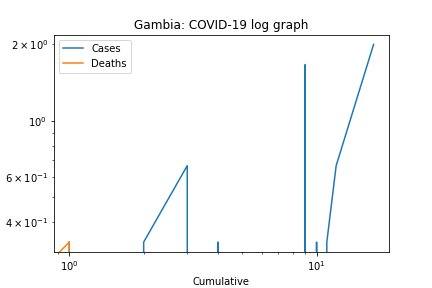 Gambia: COVID-19 log graph
Cases
Deaths
2 × 10⁰
10⁰
6 × 10⁻¹
4 × 10⁻¹
10⁰ 10¹
Cumulative